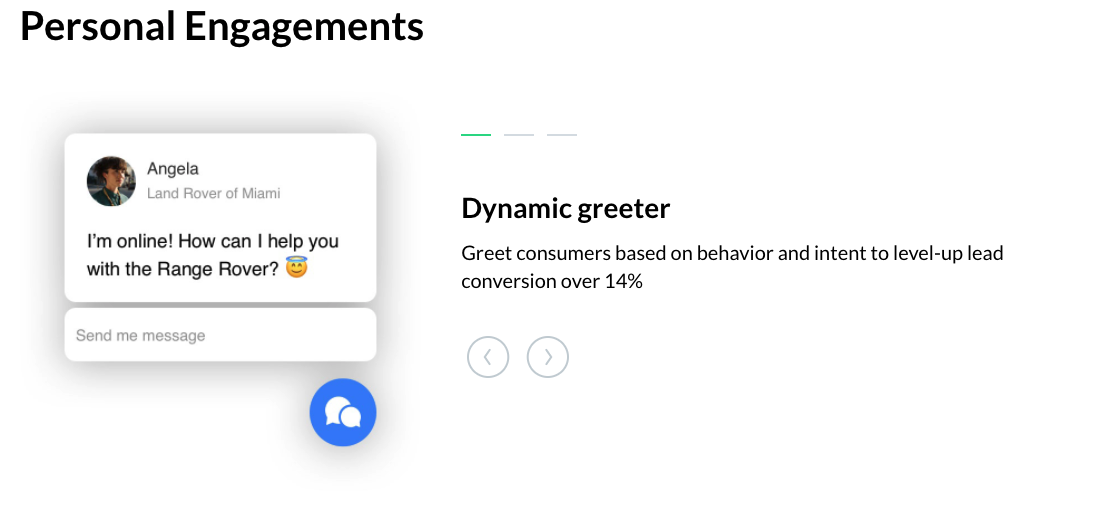 Personal Engagements
Angela
Land Rover of Miami
I'm online! How can I help you
with the Range Rover? 😇
Send me message
Dynamic greeter
Greet consumers based on behavior and intent to level-up lead
conversion over 14%